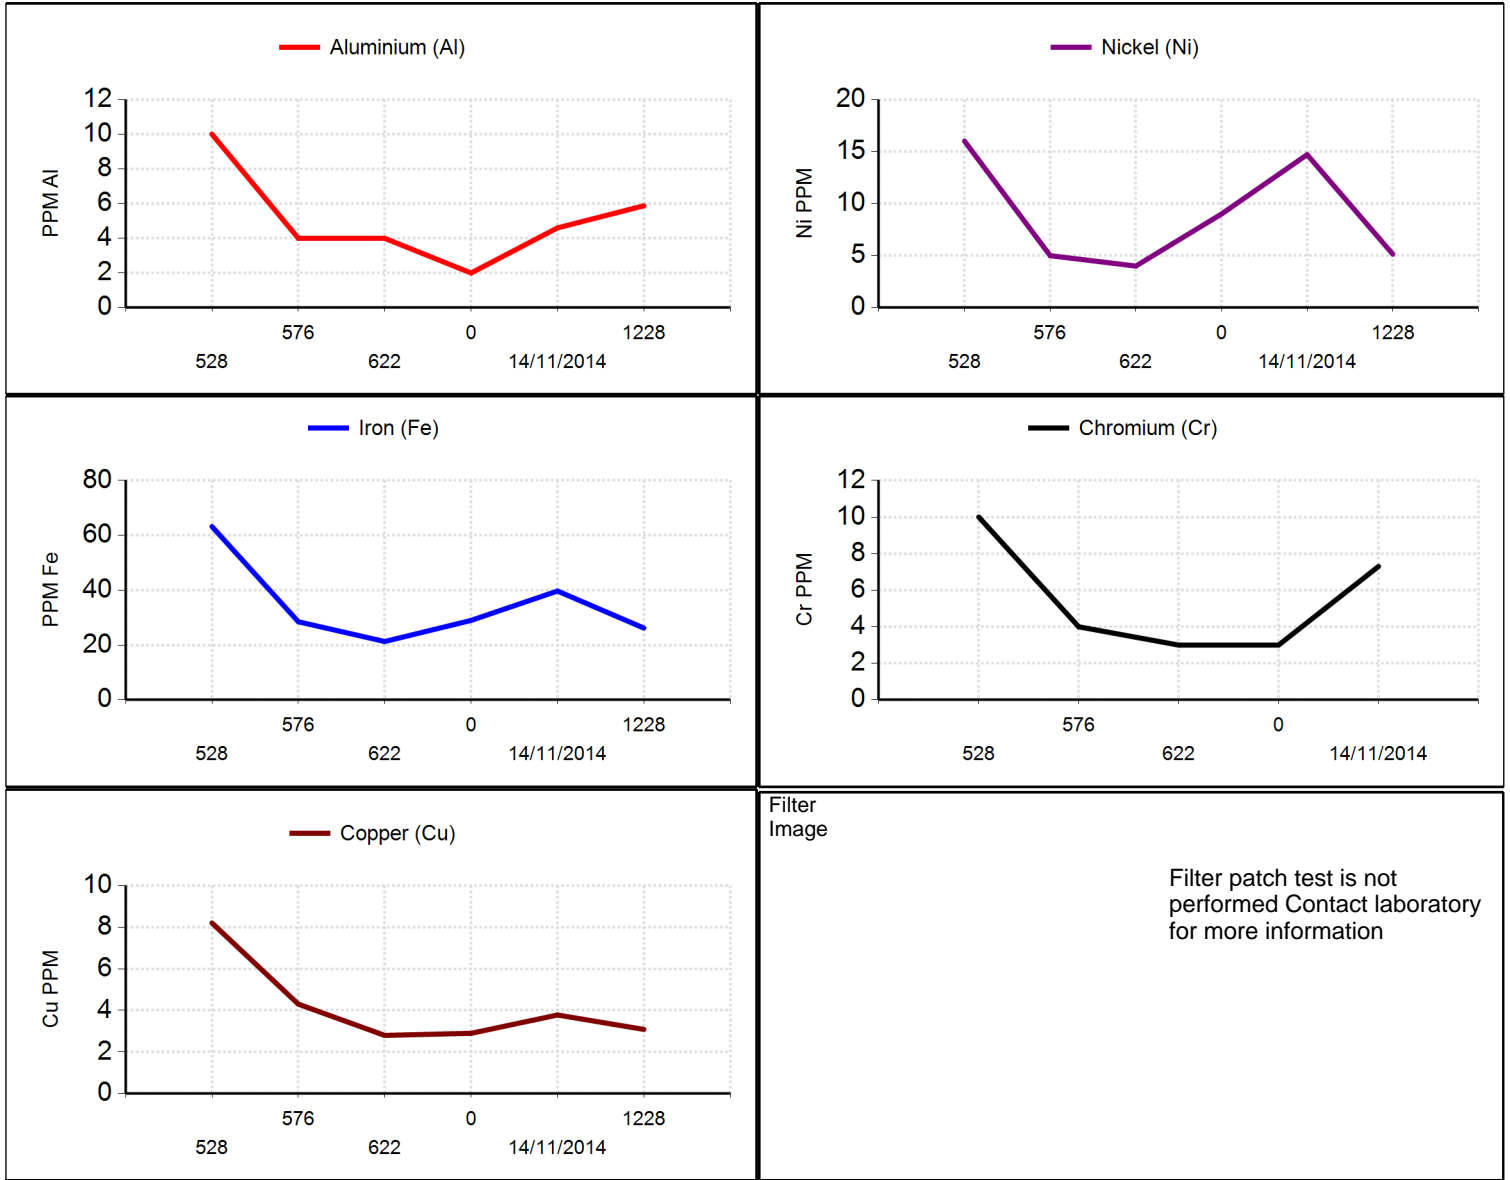 Aluminium (Al)
PPM Al
12
10
8
6
4
2
0
576 0 1228
528 622 14/11/2014
Nickel (Ni)
Ni PPM
20
15
10
5
0
576 0 1228
528 622 14/11/2014
Iron (Fe)
PPM Fe
80
60
40
20
0
576 0 1228
528 622 14/11/2014
Chromium (Cr)
Cr PPM
12
10
8
6
4
2
0
576 0
528 622 14/11/2014
Copper (Cu)
Cu PPM
10
8
6
4
2
0
576 0 1228
528 622 14/11/2014
Filter
Image
Filter patch test is not
performed Contact laboratory
for more information